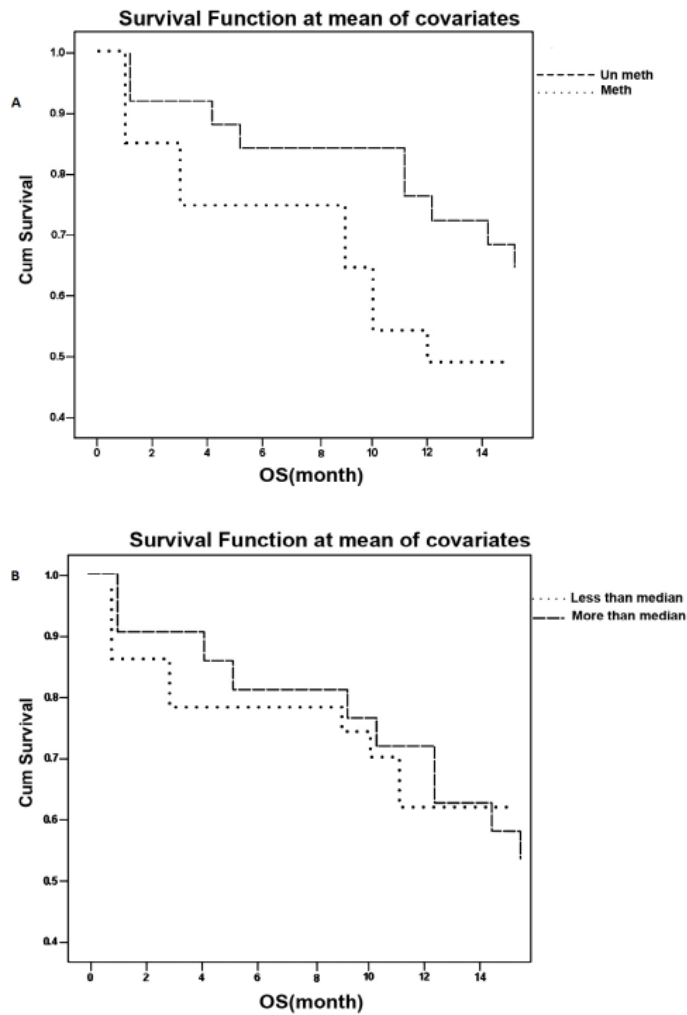 Survival Function at mean of covariates
A
Un meth
Meth
Cum Survival
1.0
0.9
0.8
0.7
0.6
0.5
0.4
0 2 4 6 8 10 12 14
OS(month)
Survival Function at mean of covariates
B
Less than median
More than median
Cum Survival
1.0
0.9
0.8
0.7
0.6
0.5
0.4
0 2 4 6 8 10 12 14
OS(month)